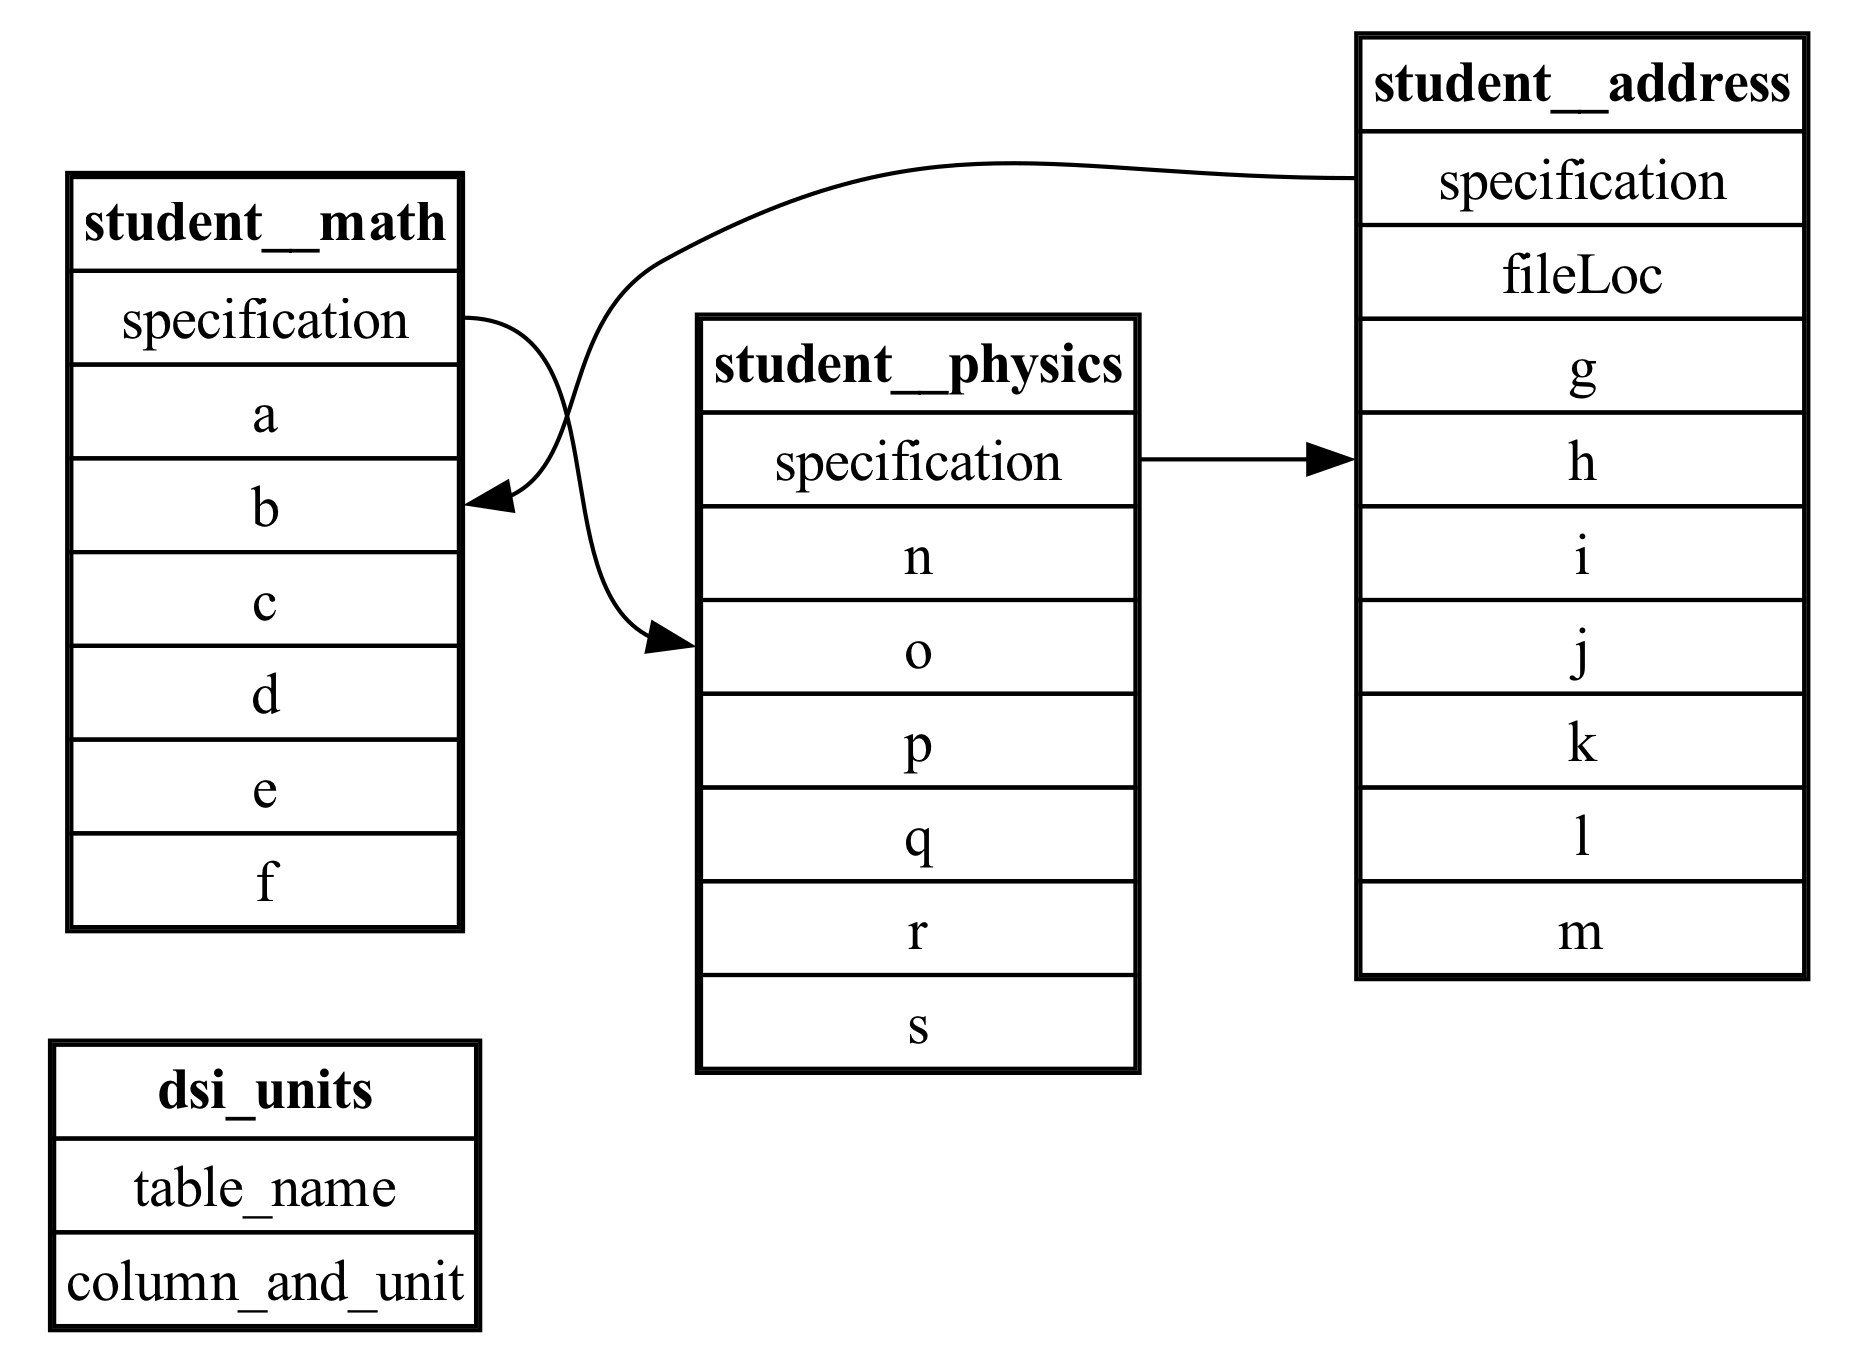 student__math
specification
a
b
c
d
e
f
student__physics
specification
n
o
p
q
r
s
student__address
specification
fileLoc
g
h
i
j
k
l
m
dsi_units
table_name
column_and_unit